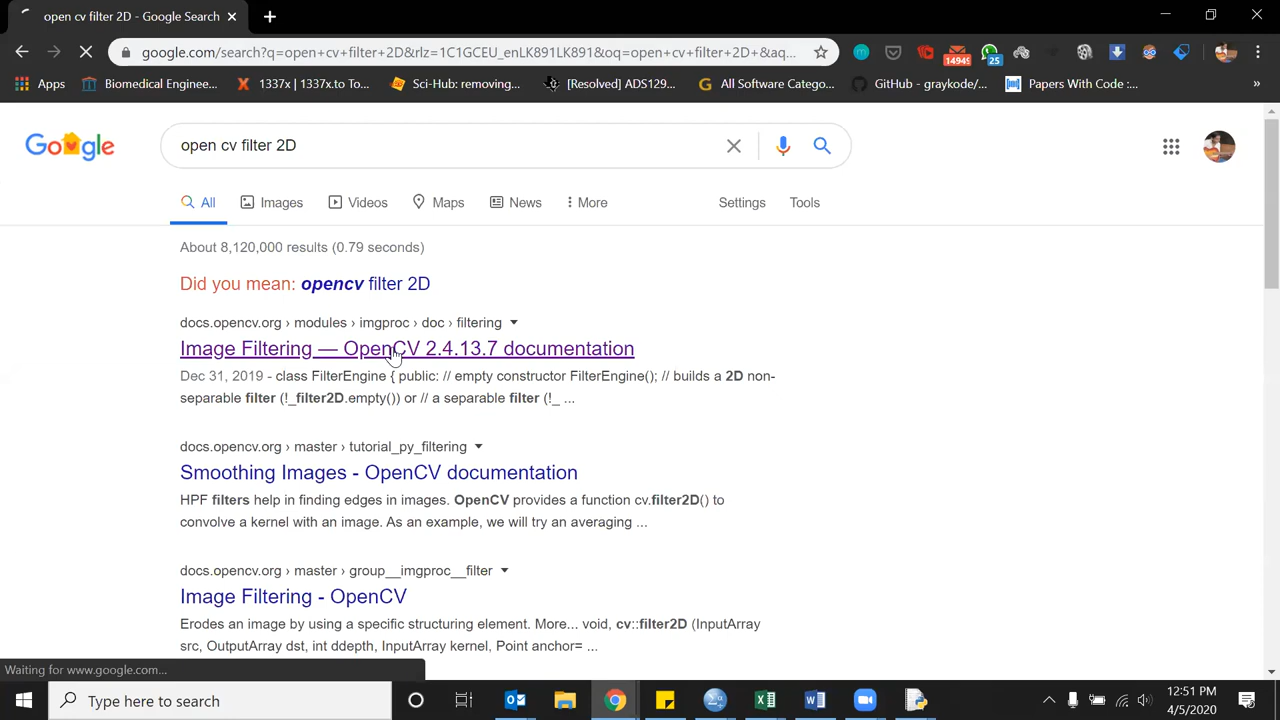 open cv filter 2D - Google Search
google.com/search?q=open+cv+filter+2D&rlz=1C1GCEU_enLK891LK891&oq=open+cv+filter+2D+&aq...
14949
25
Apps
Biomedical Enginee...
1337x | 1337x.to To...
Sci-Hub: removing...
[Resolved] ADS129...
All Software Catego...
GitHub - graykode/...
Papers With Code :...
»
Google
open cv filter 2D
All
Images
Videos
Maps
News
More
Settings
Tools
About 8,120,000 results (0.79 seconds)
Did you mean: opencv filter 2D
docs.opencv.org › modules › imgproc › doc › filtering
Image Filtering — OpenCV 2.4.13.7 documentation
Dec 31, 2019 - class FilterEngine { public: // empty constructor FilterEngine(); // builds a 2D non-
separable filter (!_filter2D.empty()) or // a separable filter (!_ ...
docs.opencv.org › master › tutorial_py_filtering
Smoothing Images - OpenCV documentation
HPF filters help in finding edges in images. OpenCV provides a function cv.filter2D() to
convolve a kernel with an image. As an example, we will try an averaging ...
docs.opencv.org › master › group__imgproc__filter
Image Filtering - OpenCV
Erodes an image by using a specific structuring element. More... void, cv::filter2D (InputArray
src, OutputArray dst, int ddepth, InputArray kernel, Point anchor= ...
Waiting for www.google.com...
Type here to search
12:51 PM
4/5/2020